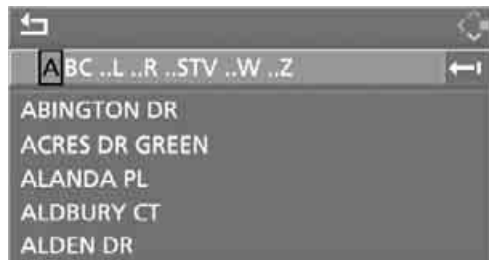 ABC ..L ..R ..STV ..W ..Z
ABINGTON DR
ACRES DR GREEN
ALANDA PL
ALDBURY CT
ALDEN DR